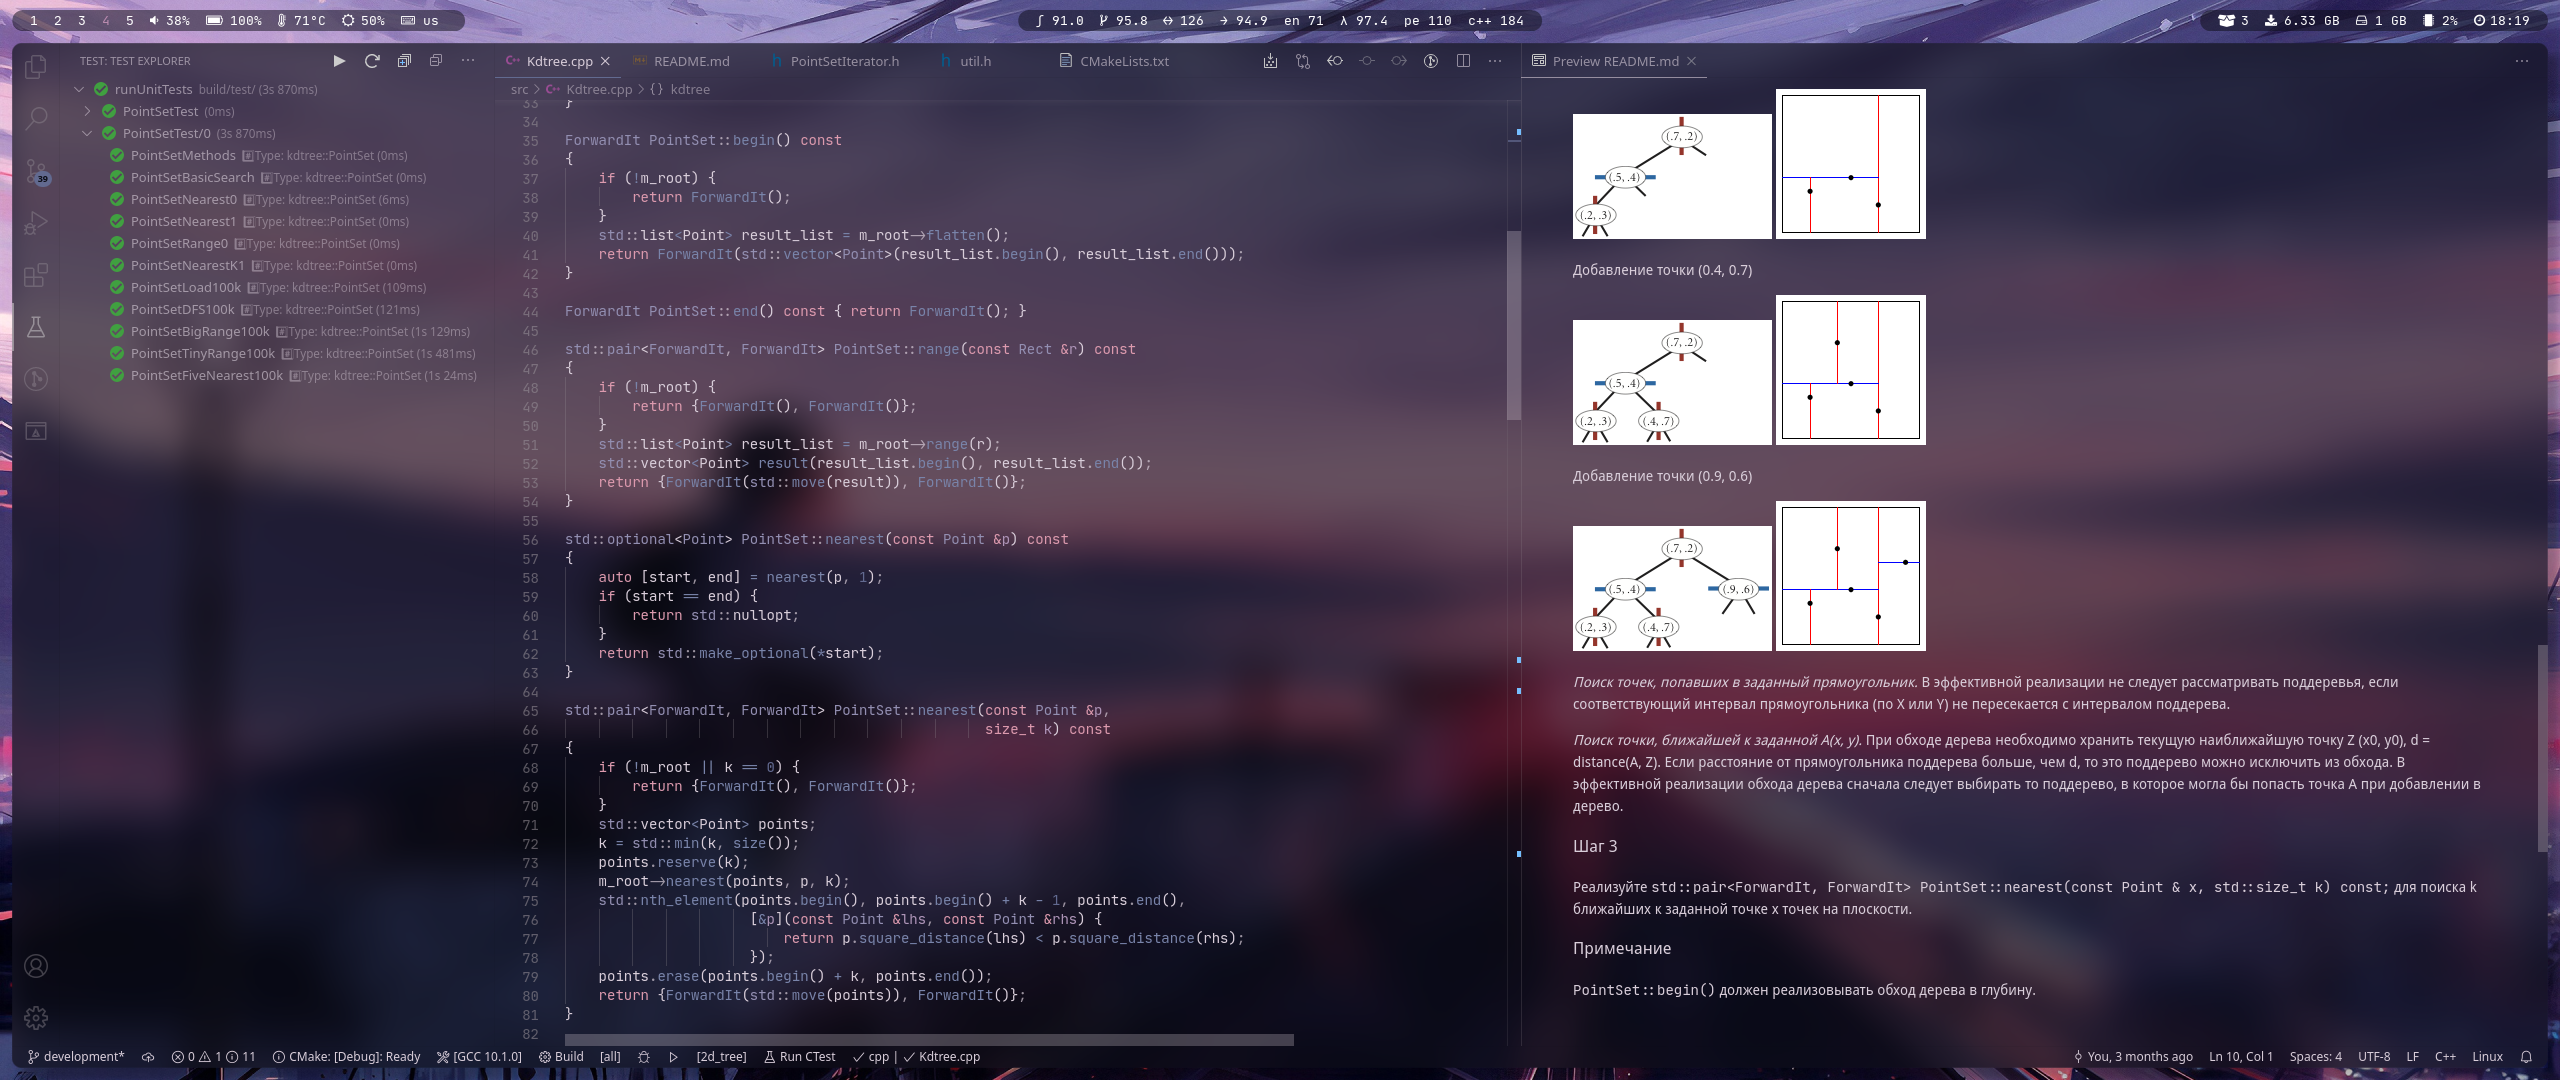 1 2 3 4 5 38% 100% 71°C 50% us
∫ 91.0 95.8 126 → 94.9 en 71 λ 97.4 pe 110 c++ 184
3 6.33 GB 1 GB 2% 18:19
TEST: TEST EXPLORER
runUnitTests build/test/ (3s 870ms)
PointSetTest (0ms)
PointSetTest/0 (3s 870ms)
PointSetMethods #Type: kdtree::PointSet (0ms)
PointSetBasicSearch #Type: kdtree::PointSet (0ms)
PointSetNearest0 #Type: kdtree::PointSet (6ms)
PointSetNearest1 #Type: kdtree::PointSet (0ms)
PointSetRange0 #Type: kdtree::PointSet (0ms)
PointSetNearestK1 #Type: kdtree::PointSet (0ms)
PointSetLoad100k #Type: kdtree::PointSet (109ms)
PointSetDFS100k #Type: kdtree::PointSet (121ms)
PointSetBigRange100k #Type: kdtree::PointSet (1s 129ms)
PointSetTinyRange100k #Type: kdtree::PointSet (1s 481ms)
PointSetFiveNearest100k #Type: kdtree::PointSet (1s 24ms)
39
Kdtree.cpp README.md PointSetIterator.h util.h CMakeLists.txt
src > Kdtree.cpp > {} kdtree
33 }
34
35 ForwardIt PointSet::begin() const
36 {
37     if (!m_root) {
38         return ForwardIt();
39     }
40     std::list<Point> result_list = m_root->flatten();
41     return ForwardIt(std::vector<Point>(result_list.begin(), result_list.end()));
42 }
43
44 ForwardIt PointSet::end() const { return ForwardIt(); }
45
46 std::pair<ForwardIt, ForwardIt> PointSet::range(const Rect &r) const
47 {
48     if (!m_root) {
49         return {ForwardIt(), ForwardIt()};
50     }
51     std::list<Point> result_list = m_root->range(r);
52     std::vector<Point> result(result_list.begin(), result_list.end());
53     return {ForwardIt(std::move(result)), ForwardIt()};
54 }
55
56 std::optional<Point> PointSet::nearest(const Point &p) const
57 {
58     auto [start, end] = nearest(p, 1);
59     if (start == end) {
60         return std::nullopt;
61     }
62     return std::make_optional(*start);
63 }
64
65 std::pair<ForwardIt, ForwardIt> PointSet::nearest(const Point &p,
66                                                   size_t k) const
67 {
68     if (!m_root || k == 0) {
69         return {ForwardIt(), ForwardIt()};
70     }
71     std::vector<Point> points;
72     k = std::min(k, size());
73     points.reserve(k);
74     m_root->nearest(points, p, k);
75     std::nth_element(points.begin(), points.begin() + k - 1, points.end(),
76                      [&p](const Point &lhs, const Point &rhs) {
77                          return p.square_distance(lhs) < p.square_distance(rhs);
78                      });
79     points.erase(points.begin() + k, points.end());
80     return {ForwardIt(std::move(points)), ForwardIt()};
81 }
82
Preview README.md
(.7, .2)
(.5, .4)
(.2, .3)
Добавление точки (0.4, 0.7)
(.7, .2)
(.5, .4)
(.2, .3) (.4, .7)
Добавление точки (0.9, 0.6)
(.7, .2)
(.5, .4) (.9, .6)
(.2, .3) (.4, .7)
Поиск точек, попавших в заданный прямоугольник. В эффективной реализации не следует рассматривать поддеревья, если
соответствующий интервал прямоугольника (по X или Y) не пересекается с интервалом поддерева.
Поиск точки, ближайшей к заданной A(x, y). При обходе дерева необходимо хранить текущую наиближайшую точку Z (x0, y0), d =
distance(A, Z). Если расстояние от прямоугольника поддерева больше, чем d, то это поддерево можно исключить из обхода. В
эффективной реализации обхода дерева сначала следует выбирать то поддерево, в которое могла бы попасть точка A при добавлении в
дерево.
Шаг 3
Реализуйте std::pair<ForwardIt, ForwardIt> PointSet::nearest(const Point & x, std::size_t k) const; для поиска k
ближайших к заданной точке x точек на плоскости.
Примечание
PointSet::begin() должен реализовывать обход дерева в глубину.
development* 0 1 11 CMake: [Debug]: Ready [GCC 10.1.0] Build [all] [2d_tree] Run CTest cpp | Kdtree.cpp
You, 3 months ago Ln 10, Col 1 Spaces: 4 UTF-8 LF C++ Linux